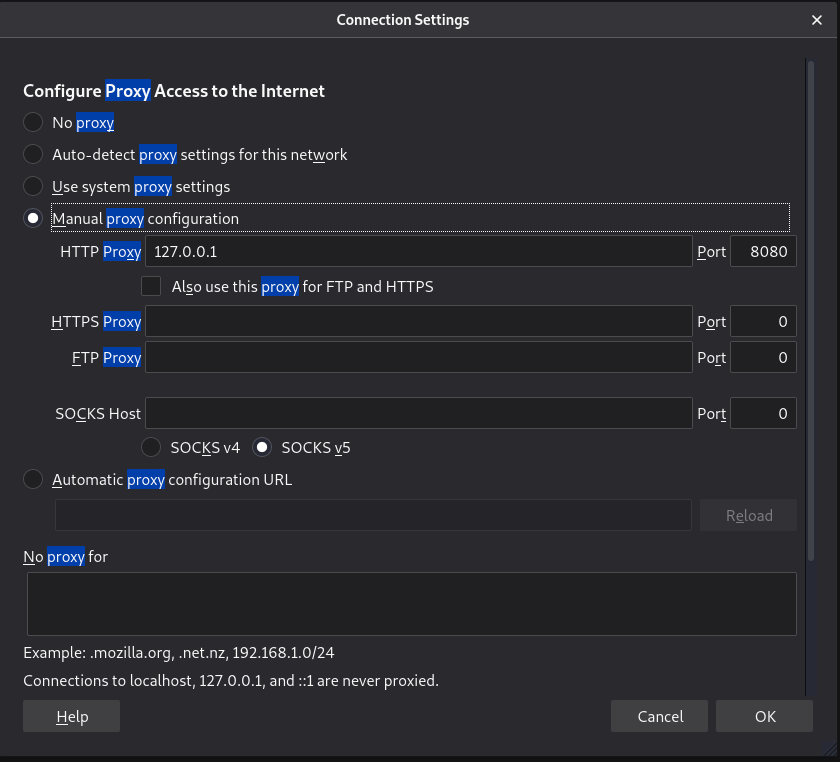 Connection Settings
Configure Proxy Access to the Internet
No proxy
Auto-detect proxy settings for this network
Use system proxy settings
Manual proxy configuration
HTTP Proxy 127.0.0.1 Port 8080
Also use this proxy for FTP and HTTPS
HTTPS Proxy Port 0
FTP Proxy Port 0
SOCKS Host Port 0
SOCKS v4 SOCKS v5
Automatic proxy configuration URL
Reload
No proxy for
Example: .mozilla.org, .net.nz, 192.168.1.0/24
Connections to localhost, 127.0.0.1, and ::1 are never proxied.
Help Cancel OK